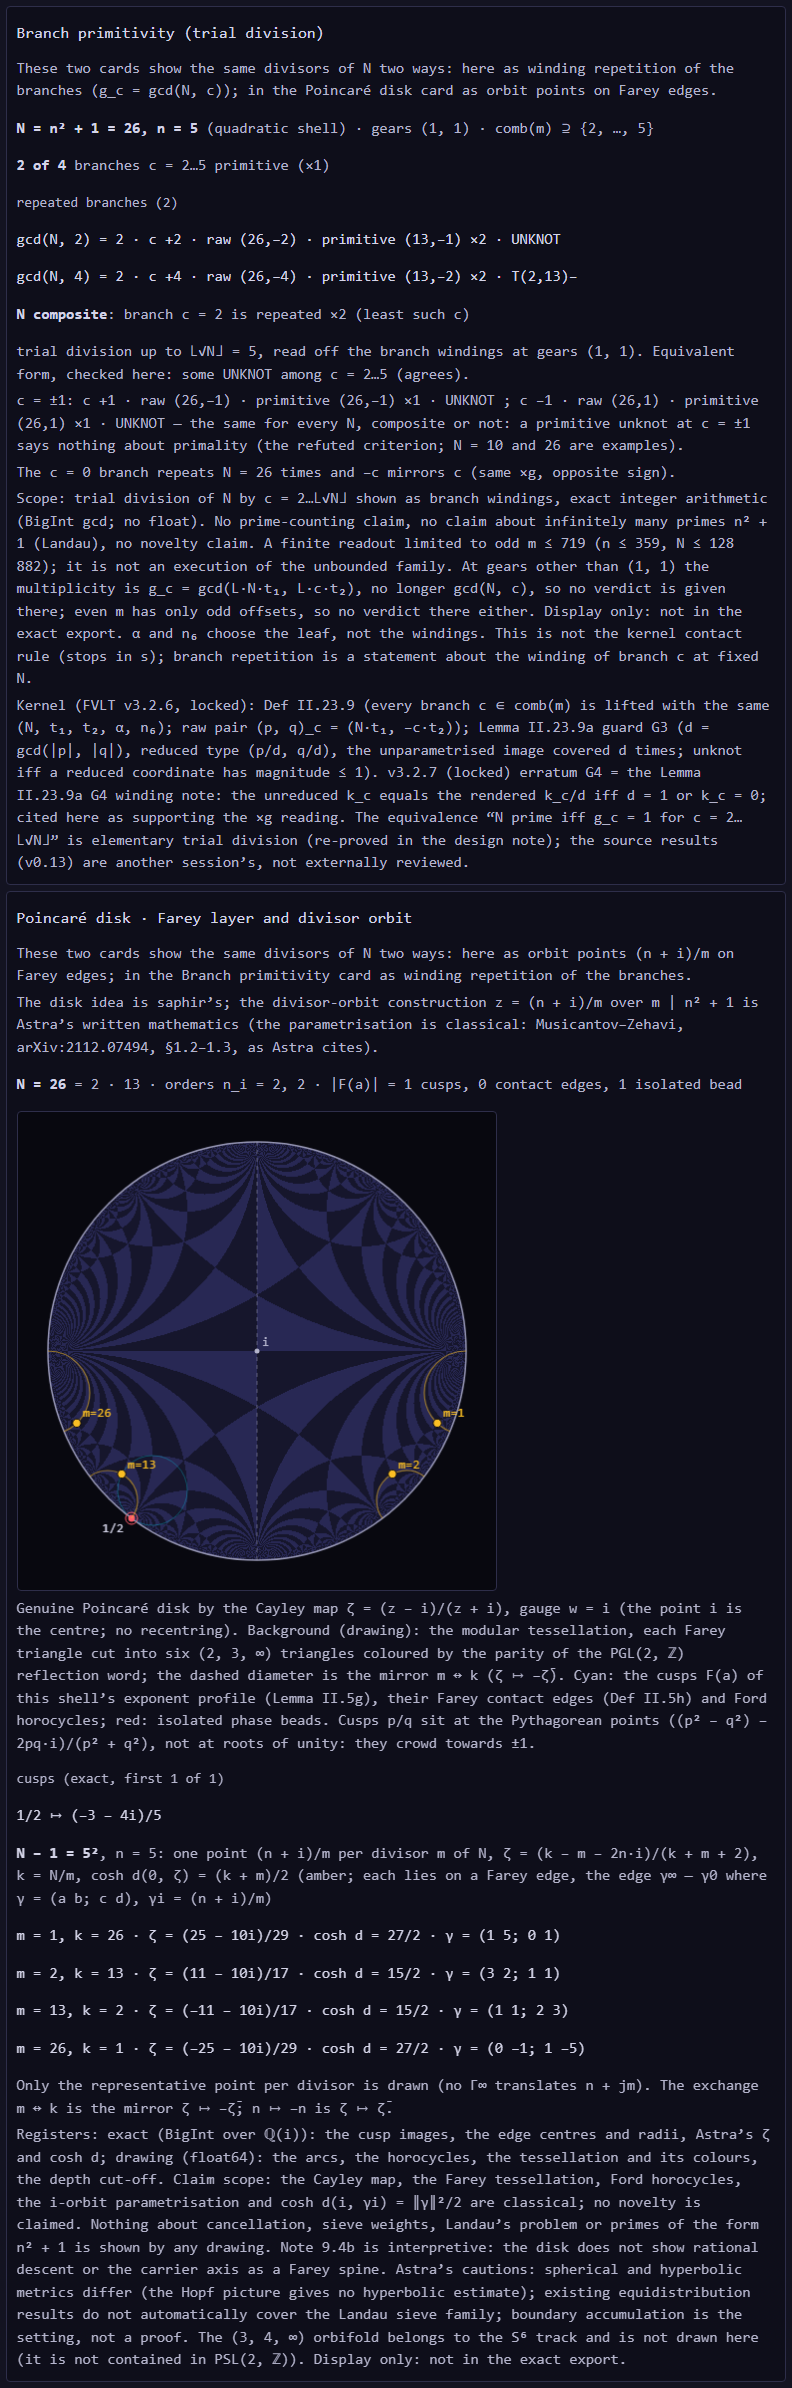 Branch primitivity (trial division)
These two cards show the same divisors of N two ways: here as winding repetition of the
branches (g_c = gcd(N, c)); in the Poincaré disk card as orbit points on Farey edges.
N = n² + 1 = 26, n = 5 (quadratic shell) · gears (1, 1) · comb(m) ⊇ {2, …, 5}
2 of 4 branches c = 2…5 primitive (×1)
repeated branches (2)
gcd(N, 2) = 2 · c +2 · raw (26,−2) · primitive (13,−1) ×2 · UNKNOT
gcd(N, 4) = 2 · c +4 · raw (26,−4) · primitive (13,−2) ×2 · T(2,13)−
N composite: branch c = 2 is repeated ×2 (least such c)
trial division up to ⌊√N⌋ = 5, read off the branch windings at gears (1, 1). Equivalent
form, checked here: some UNKNOT among c = 2…5 (agrees).
c = ±1: c +1 · raw (26,−1) · primitive (26,−1) ×1 · UNKNOT ; c −1 · raw (26,1) · primitive
(26,1) ×1 · UNKNOT — the same for every N, composite or not: a primitive unknot at c = ±1
says nothing about primality (the refuted criterion; N = 10 and 26 are examples).
The c = 0 branch repeats N = 26 times and −c mirrors c (same ×g, opposite sign).
Scope: trial division of N by c = 2…⌊√N⌋ shown as branch windings, exact integer arithmetic
(BigInt gcd; no float). No prime-counting claim, no claim about infinitely many primes n² +
1 (Landau), no novelty claim. A finite readout limited to odd m ≤ 719 (n ≤ 359, N ≤ 128
882); it is not an execution of the unbounded family. At gears other than (1, 1) the
multiplicity is g_c = gcd(L·N·t₁, L·c·t₂), no longer gcd(N, c), so no verdict is given
there; even m has only odd offsets, so no verdict there either. Display only: not in the
exact export. α and n₆ choose the leaf, not the windings. This is not the kernel contact
rule (stops in s); branch repetition is a statement about the winding of branch c at fixed
N.
Kernel (FVLT v3.2.6, locked): Def II.23.9 (every branch c ∈ comb(m) is lifted with the same
(N, t₁, t₂, α, n₆); raw pair (p, q)_c = (N·t₁, −c·t₂)); Lemma II.23.9a guard G3 (d =
gcd(|p|, |q|), reduced type (p/d, q/d), the unparametrised image covered d times; unknot
iff a reduced coordinate has magnitude ≤ 1). v3.2.7 (locked) erratum G4 = the Lemma
II.23.9a G4 winding note: the unreduced k_c equals the rendered k_c/d iff d = 1 or k_c = 0;
cited here as supporting the ×g reading. The equivalence “N prime iff g_c = 1 for c = 2…
⌊√N⌋” is elementary trial division (re-proved in the design note); the source results
(v0.13) are another session’s, not externally reviewed.
Poincaré disk · Farey layer and divisor orbit
These two cards show the same divisors of N two ways: here as orbit points (n + i)/m on
Farey edges; in the Branch primitivity card as winding repetition of the branches.
The disk idea is saphir’s; the divisor-orbit construction z = (n + i)/m over m | n² + 1 is
Astra’s written mathematics (the parametrisation is classical: Musicantov–Zehavi,
arXiv:2112.07494, §1.2–1.3, as Astra cites).
N = 26 = 2 · 13 · orders n_i = 2, 2 · |F(a)| = 1 cusps, 0 contact edges, 1 isolated bead
i
m=26
m=1
m=13
m=2
1/2
Genuine Poincaré disk by the Cayley map ζ = (z − i)/(z + i), gauge w = i (the point i is
the centre; no recentring). Background (drawing): the modular tessellation, each Farey
triangle cut into six (2, 3, ∞) triangles coloured by the parity of the PGL(2, ℤ)
reflection word; the dashed diameter is the mirror m ↔ k (ζ ↦ −ζ̄). Cyan: the cusps F(a) of
this shell’s exponent profile (Lemma II.5g), their Farey contact edges (Def II.5h) and Ford
horocycles; red: isolated phase beads. Cusps p/q sit at the Pythagorean points ((p² − q²) −
2pq·i)/(p² + q²), not at roots of unity: they crowd towards ±1.
cusps (exact, first 1 of 1)
1/2 ↦ (−3 − 4i)/5
N − 1 = 5², n = 5: one point (n + i)/m per divisor m of N, ζ = (k − m − 2n·i)/(k + m + 2),
k = N/m, cosh d(0, ζ) = (k + m)/2 (amber; each lies on a Farey edge, the edge γ∞ — γ0 where
γ = (a b; c d), γi = (n + i)/m)
m = 1, k = 26 · ζ = (25 − 10i)/29 · cosh d = 27/2 · γ = (1 5; 0 1)
m = 2, k = 13 · ζ = (11 − 10i)/17 · cosh d = 15/2 · γ = (3 2; 1 1)
m = 13, k = 2 · ζ = (−11 − 10i)/17 · cosh d = 15/2 · γ = (1 1; 2 3)
m = 26, k = 1 · ζ = (−25 − 10i)/29 · cosh d = 27/2 · γ = (0 −1; 1 −5)
Only the representative point per divisor is drawn (no Γ∞ translates n + jm). The exchange
m ↔ k is the mirror ζ ↦ −ζ̄; n ↦ −n is ζ ↦ ζ̄.
Registers: exact (BigInt over ℚ(i)): the cusp images, the edge centres and radii, Astra’s ζ
and cosh d; drawing (float64): the arcs, the horocycles, the tessellation and its colours,
the depth cut-off. Claim scope: the Cayley map, the Farey tessellation, Ford horocycles,
the i-orbit parametrisation and cosh d(i, γi) = ‖γ‖²/2 are classical; no novelty is
claimed. Nothing about cancellation, sieve weights, Landau’s problem or primes of the form
n² + 1 is shown by any drawing. Note 9.4b is interpretive: the disk does not show rational
descent or the carrier axis as a Farey spine. Astra’s cautions: spherical and hyperbolic
metrics differ (the Hopf picture gives no hyperbolic estimate); existing equidistribution
results do not automatically cover the Landau sieve family; boundary accumulation is the
setting, not a proof. The (3, 4, ∞) orbifold belongs to the S⁶ track and is not drawn here
(it is not contained in PSL(2, ℤ)). Display only: not in the exact export.